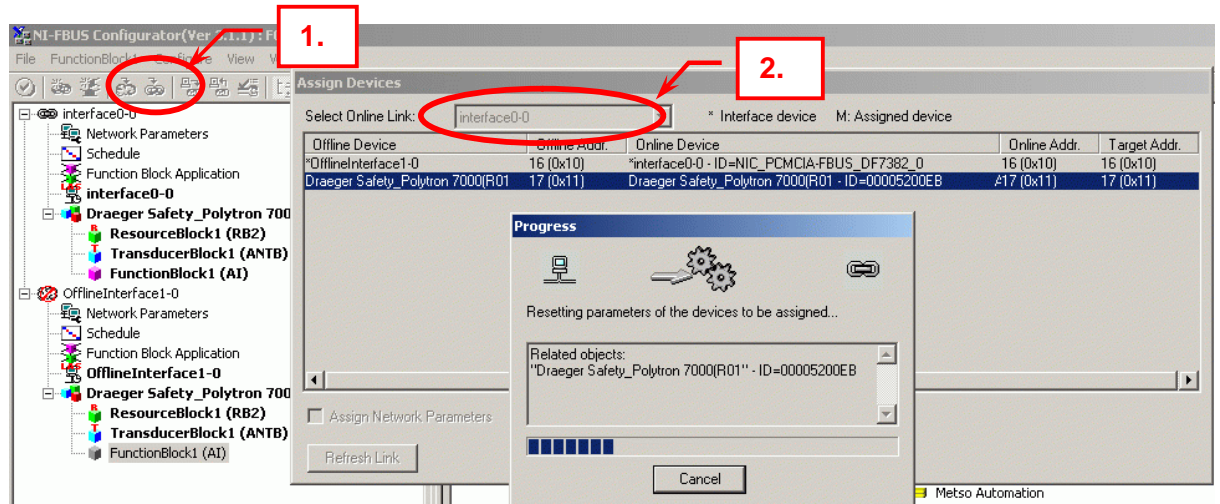 NI-FBUS Configurator(Ver 3.1.1) : F
1.
File FunctionBlock1 Configure View
2.
Assign Devices
Select Online Link: interface0-0 * Interface device M: Assigned device
Offline Device Offline Addr. Online Device Online Addr. Target Addr.
*OfflineInterface1-0 16 (0x10) *interface0-0 - ID=NIC_PCMCIA-FBUS_DF7382_0 16 (0x10) 16 (0x10)
Draeger Safety_Polytron 7000(R01 17 (0x11) Draeger Safety_Polytron 7000(R01 - ID=00005200EB 17 (0x11) 17 (0x11)
interface0-0
Network Parameters
Schedule
Function Block Application
interface0-0
Draeger Safety_Polytron 700
ResourceBlock1 (RB2)
TransducerBlock1 (ANTB)
FunctionBlock1 (AI)
OfflineInterface1-0
Network Parameters
Schedule
Function Block Application
OfflineInterface1-0
Draeger Safety_Polytron 700
ResourceBlock1 (RB2)
TransducerBlock1 (ANTB)
FunctionBlock1 (AI)
Progress
Resetting parameters of the devices to be assigned...
Related objects:
"Draeger Safety_Polytron 7000(R01" - ID=00005200EB
Cancel
Assign Network Parameters
Refresh Link
Metso Automation